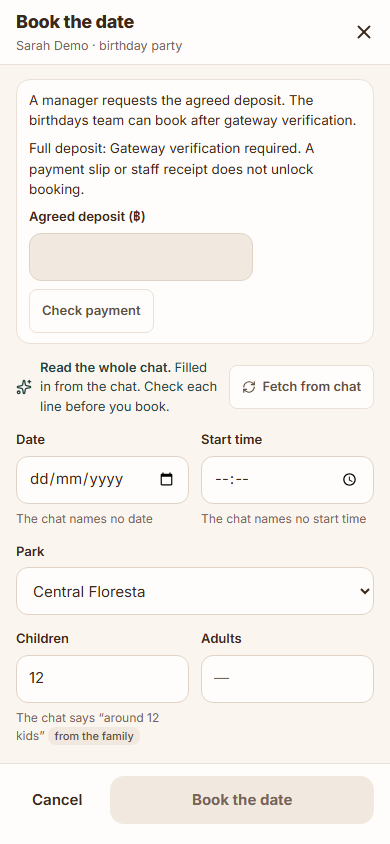 Book the date
Sarah Demo · birthday party
A manager requests the agreed deposit. The
birthdays team can book after gateway verification.
Full deposit: Gateway verification required. A
payment slip or staff receipt does not unlock
booking.
Agreed deposit (฿)
Check payment
Read the whole chat. Filled
in from the chat. Check each
line before you book.
Fetch from chat
Date
Start time
dd/mm/yyyy
--:--
The chat names no date
The chat names no start time
Park
Central Floresta
Children
Adults
12
—
The chat says “around 12
kids” from the family
Cancel
Book the date